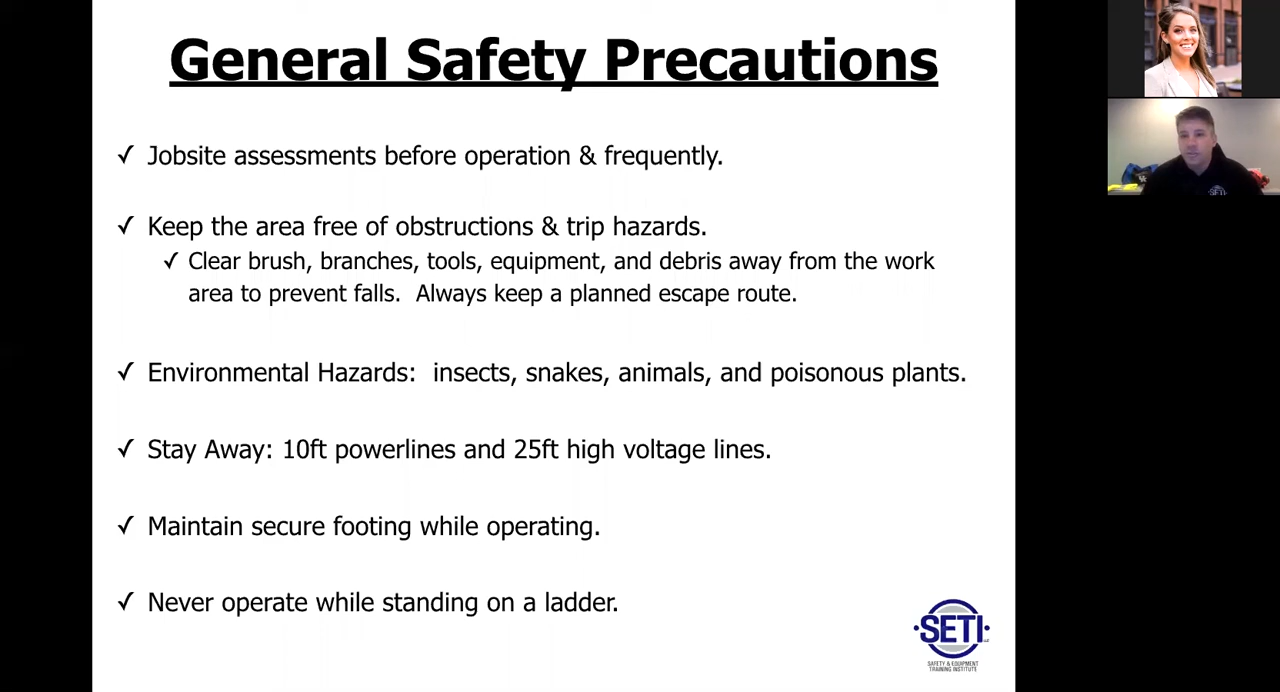 General Safety Precautions
✓ Jobsite assessments before operation & frequently.
✓ Keep the area free of obstructions & trip hazards.
✓ Clear brush, branches, tools, equipment, and debris away from the work
area to prevent falls.  Always keep a planned escape route.
✓ Environmental Hazards:  insects, snakes, animals, and poisonous plants.
✓ Stay Away: 10ft powerlines and 25ft high voltage lines.
✓ Maintain secure footing while operating.
✓ Never operate while standing on a ladder.
SETI
SAFETY & EQUIPMENT
TRAINING INSTITUTE
SETI